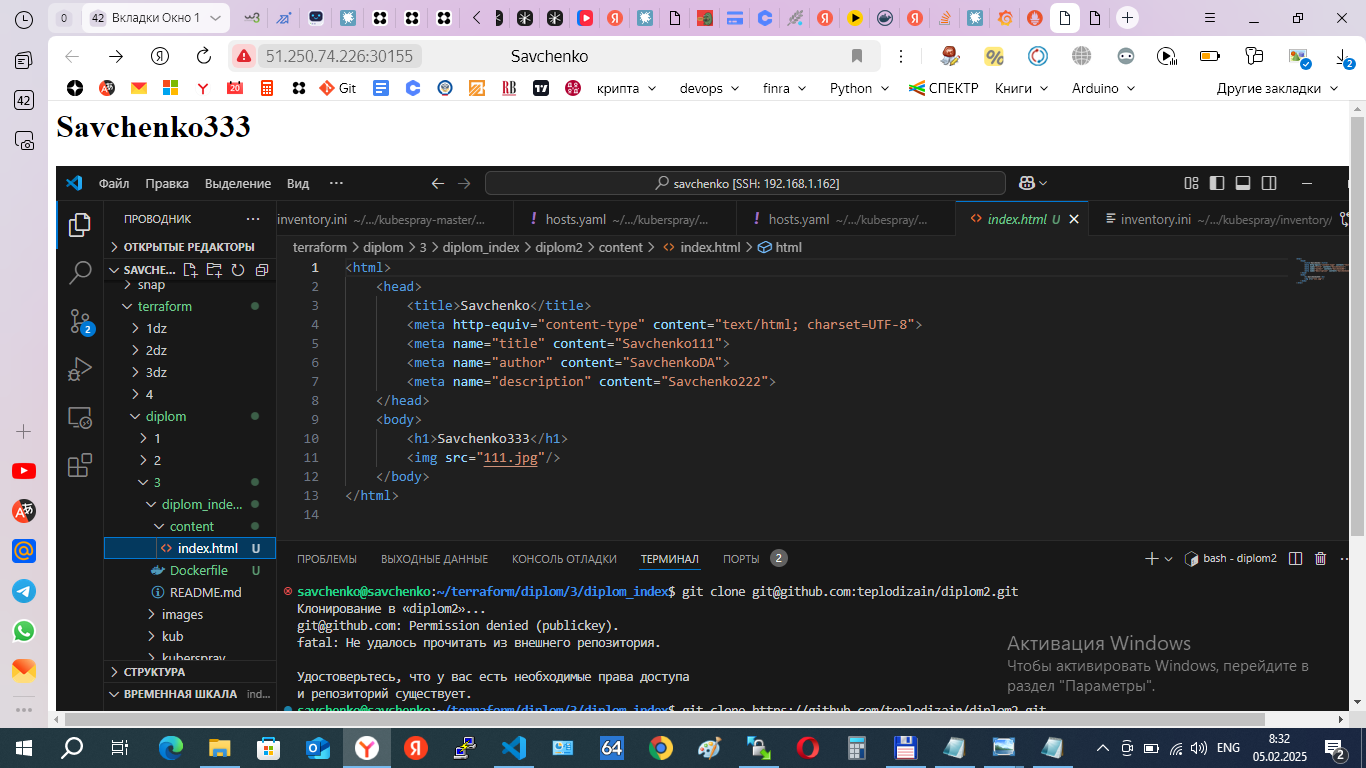 42 Вкладки Окно 1
51.250.74.226:30155
Savchenko
42
2
20
Git
крипта
devops
finra
Python
СПЕКТР
Книги
Arduino
Другие закладки
Savchenko333
Файл Правка Выделение Вид ···
savchenko [SSH: 192.168.1.162]
ПРОВОДНИК
inventory.ini ~/.../kubespray-master/...
! hosts.yaml ~/.../kuberspray/...
! hosts.yaml ~/.../kubespray/...
<> index.html U
inventory.ini ~/.../kubespray/inventory/
ОТКРЫТЫЕ РЕДАКТОРЫ
terraform > diplom > 3 > diplom_index > diplom2 > content > <> index.html > html
SAVCHE...
snap
terraform
1dz
2dz
3dz
4
diplom
1
2
3
diplom_inde...
content
<> index.html U
Dockerfile U
README.md
images
kub
kuberspray
СТРУКТУРА
ВРЕМЕННАЯ ШКАЛА ind...
2
1 <html>
2 <head>
3 <title>Savchenko</title>
4 <meta http-equiv="content-type" content="text/html; charset=UTF-8">
5 <meta name="title" content="Savchenko111">
6 <meta name="author" content="SavchenkoDA">
7 <meta name="description" content="Savchenko222">
8 </head>
9 <body>
10 <h1>Savchenko333</h1>
11 <img src="111.jpg"/>
12 </body>
13 </html>
14
ПРОБЛЕМЫ ВЫХОДНЫЕ ДАННЫЕ КОНСОЛЬ ОТЛАДКИ ТЕРМИНАЛ ПОРТЫ 2
bash - diplom2
savchenko@savchenko:~/terraform/diplom/3/diplom_index$ git clone git@github.com:teplodizain/diplom2.git
Клонирование в «diplom2»...
git@github.com: Permission denied (publickey).
fatal: Не удалось прочитать из внешнего репозитория.
Удостоверьтесь, что у вас есть необходимые права доступа
и репозиторий существует.
savchenko@savchenko:~/terraform/diplom/3/diplom_index$ git clone https://github.com/teplodizain/diplom2.git
Активация Windows
Чтобы активировать Windows, перейдите в
раздел "Параметры".
64
ENG
8:32
05.02.2025
2